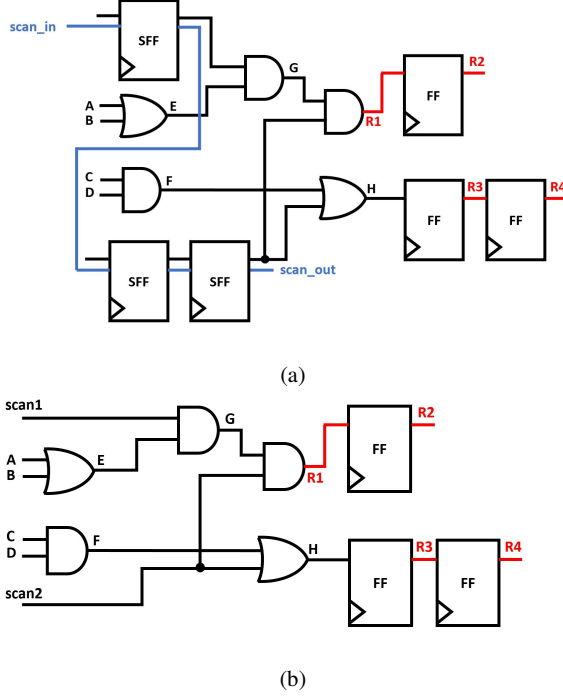 scan_in
SFF
G
R2
FF
A
B
E
R1
C
D
F
H
R3
R4
FF
FF
SFF
SFF
scan_out
(a)
scan1
G
R2
FF
A
B
E
R1
C
D
F
H
R3
R4
FF
FF
scan2
(b)